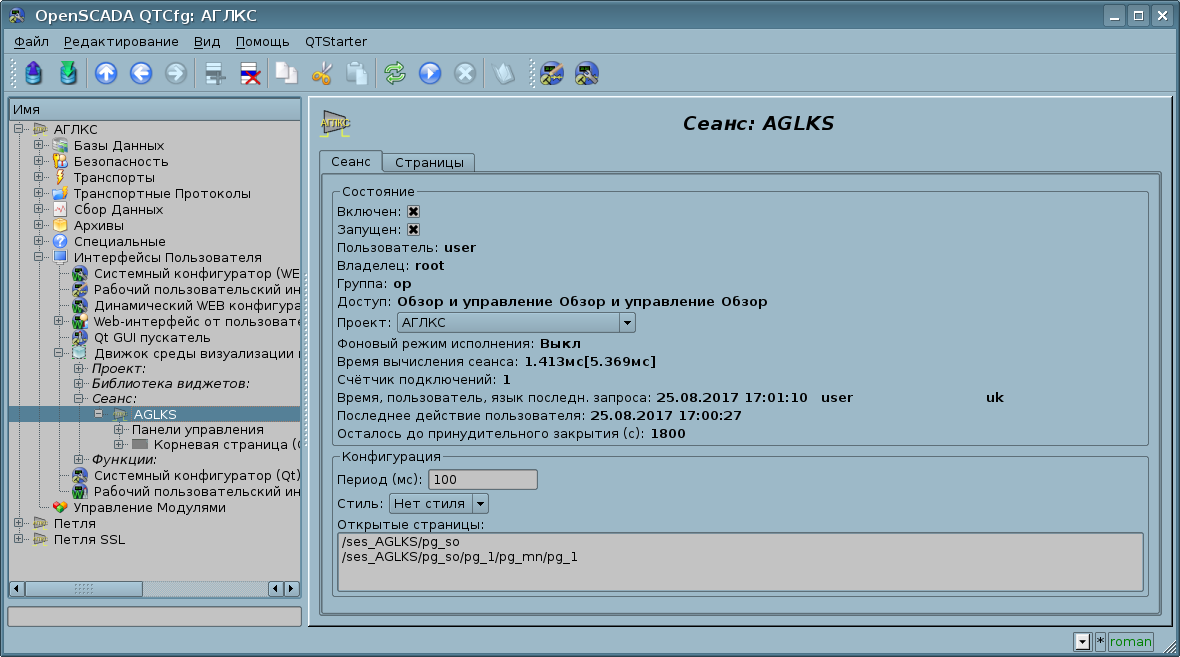 OpenSCADA QTCfg: АГЛКС
Файл Редактирование Вид Помощь QTStarter
Имя
АГЛКС
Базы Данных
Безопасность
Транспорты
Транспортные Протоколы
Сбор Данных
Архивы
Специальные
Интерфейсы Пользователя
Системный конфигуратор (WE
Рабочий пользовательский ин
Динамический WEB конфигура
Web-интерфейс от пользовате
Qt GUI пускатель
Движок среды визуализации и
Проект:
Библиотека виджетов:
Сеанс:
AGLKS
Панели управления
Корневая страница (
Функции:
Системный конфигуратор (Qt)
Рабочий пользовательский ин
Управление Модулями
Петля
Петля SSL
АГЛКС
Сеанс: AGLKS
Сеанс Страницы
Состояние
Включен:
Запущен:
Пользователь: user
Владелец: root
Группа: op
Доступ: Обзор и управление Обзор и управление Обзор
Проект: АГЛКС
Фоновый режим исполнения: Выкл
Время вычисления сеанса: 1.413мс[5.369мс]
Счётчик подключений: 1
Время, пользователь, язык последн. запроса: 25.08.2017 17:01:10 user uk
Последнее действие пользователя: 25.08.2017 17:00:27
Осталось до принудительного закрытия (с): 1800
Конфигурация
Период (мс): 100
Стиль: Нет стиля
Открытые страницы:
/ses_AGLKS/pg_so
/ses_AGLKS/pg_so/pg_1/pg_mn/pg_1
* roman